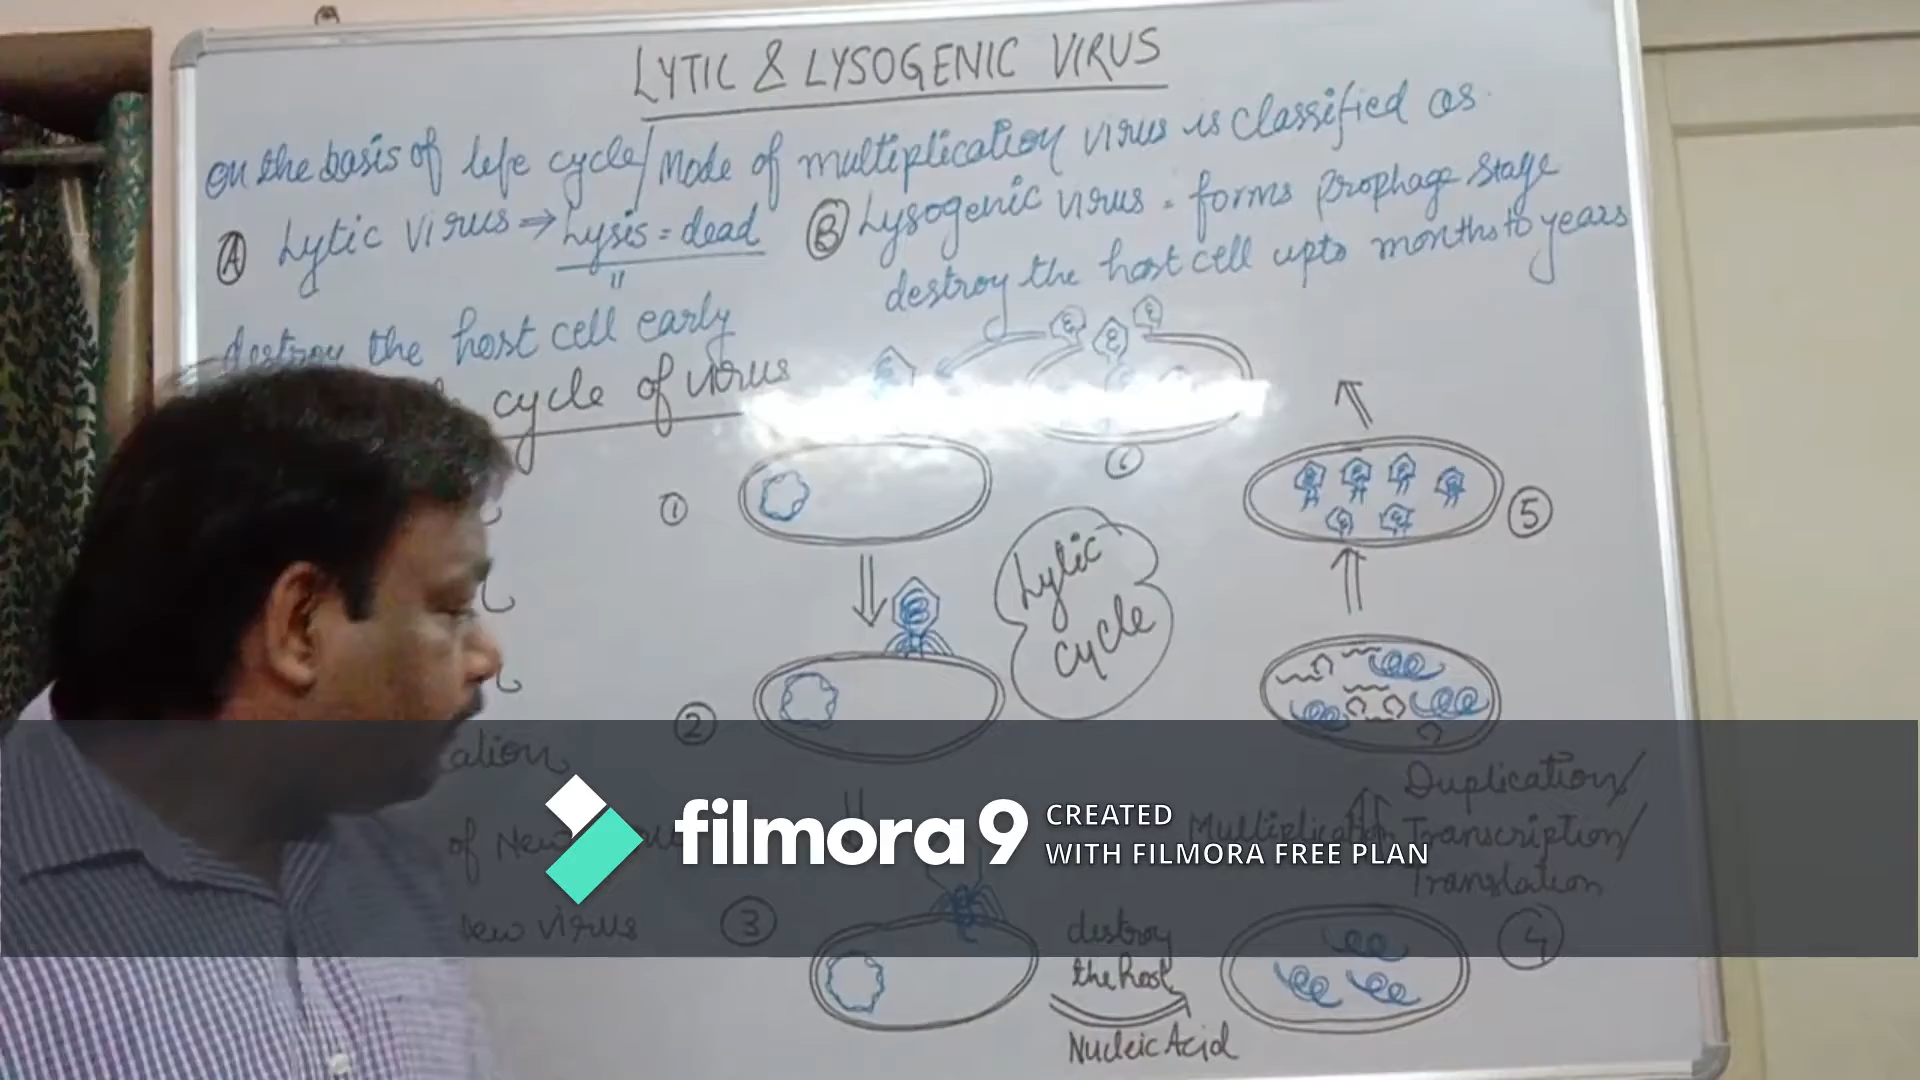 LYTIC & LYSOGENIC VIRUS
on the basis of life cycle/Mode of multiplication virus is classified as
A Lytic virus ⇒ Lysis = dead
destroy the host cell early
B Lysogenic virus = forms prophage stage
destroy the host cell upto months to years
cycle of virus
6
1
5
Lytic
cycle
2
cation
of New
New virus
filmora9
CREATED
WITH FILMORA FREE PLAN
Multiplication
Duplication/
Transcription/
Translation
3
destroy
the host
Nucleic Acid
4